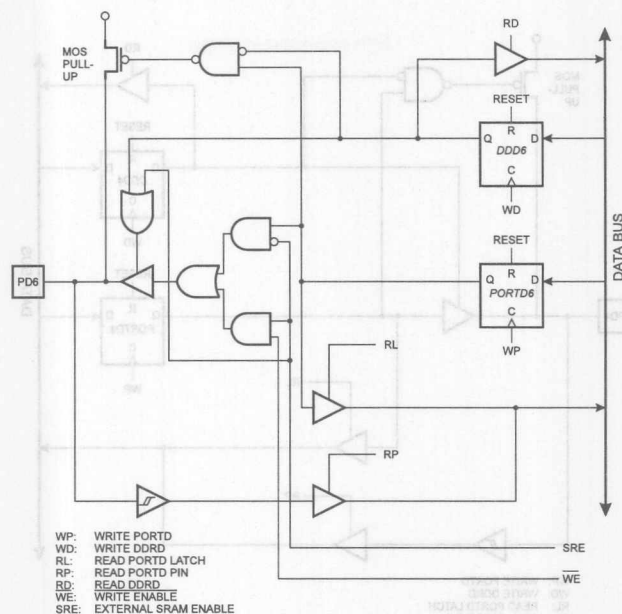 RD
MOS
PULL-
UP
RESET
R
Q
D
DDD6
C
WD
RESET
R
Q
D
PORTD6
C
WP
DATA BUS
PD6
RL
RP
WP: WRITE PORTD
WD: WRITE DDRD
RL: READ PORTD LATCH
RP: READ PORTD PIN
RD: READ DDRD
WE: WRITE ENABLE
SRE: EXTERNAL SRAM ENABLE
SRE
WE